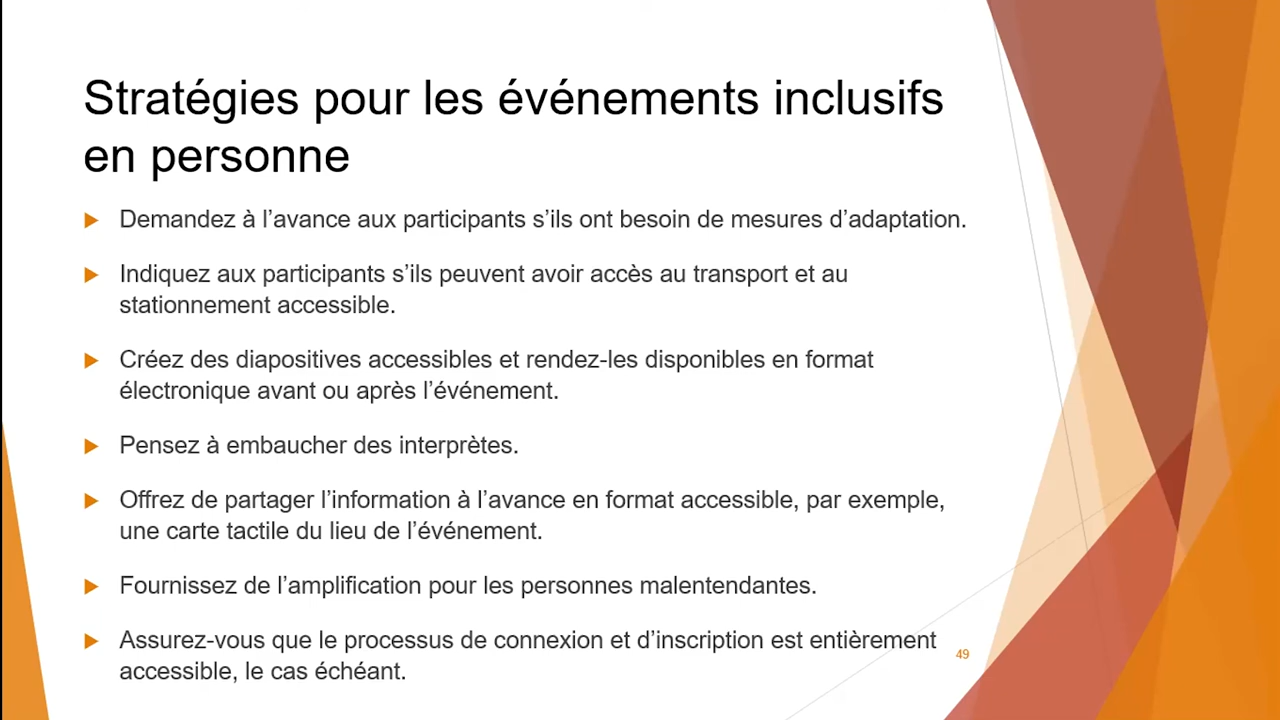 Stratégies pour les événements inclusifs
en personne
Demandez à l’avance aux participants s’ils ont besoin de mesures d’adaptation.
Indiquez aux participants s’ils peuvent avoir accès au transport et au
stationnement accessible.
Créez des diapositives accessibles et rendez-les disponibles en format
électronique avant ou après l’événement.
Pensez à embaucher des interprètes.
Offrez de partager l’information à l’avance en format accessible, par exemple,
une carte tactile du lieu de l’événement.
Fournissez de l’amplification pour les personnes malentendantes.
Assurez-vous que le processus de connexion et d’inscription est entièrement
accessible, le cas échéant.
49